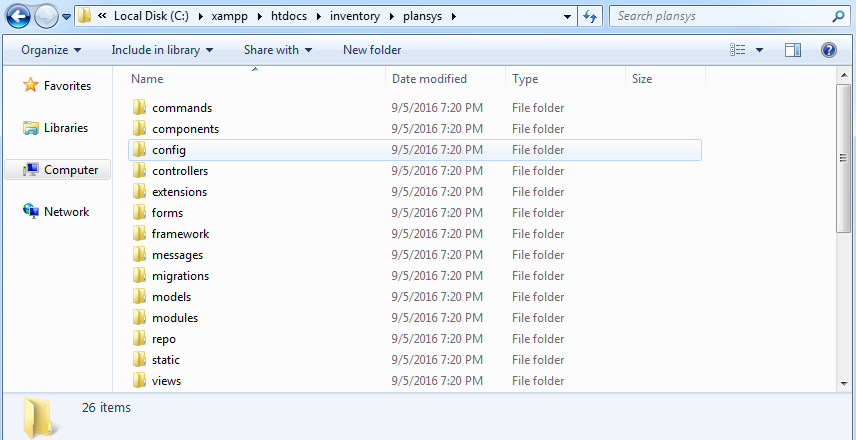 « Local Disk (C:) ▸ xampp ▸ htdocs ▸ inventory ▸ plansys ▸ Search plansys
Organize ▾ Include in library ▾ Share with ▾ New folder
Name Date modified Type Size
Favorites
Libraries
Computer
Network
commands 9/5/2016 7:20 PM File folder
components 9/5/2016 7:20 PM File folder
config 9/5/2016 7:20 PM File folder
controllers 9/5/2016 7:20 PM File folder
extensions 9/5/2016 7:20 PM File folder
forms 9/5/2016 7:20 PM File folder
framework 9/5/2016 7:20 PM File folder
messages 9/5/2016 7:20 PM File folder
migrations 9/5/2016 7:20 PM File folder
models 9/5/2016 7:20 PM File folder
modules 9/5/2016 7:20 PM File folder
repo 9/5/2016 7:20 PM File folder
static 9/5/2016 7:20 PM File folder
views 9/5/2016 7:20 PM File folder
26 items